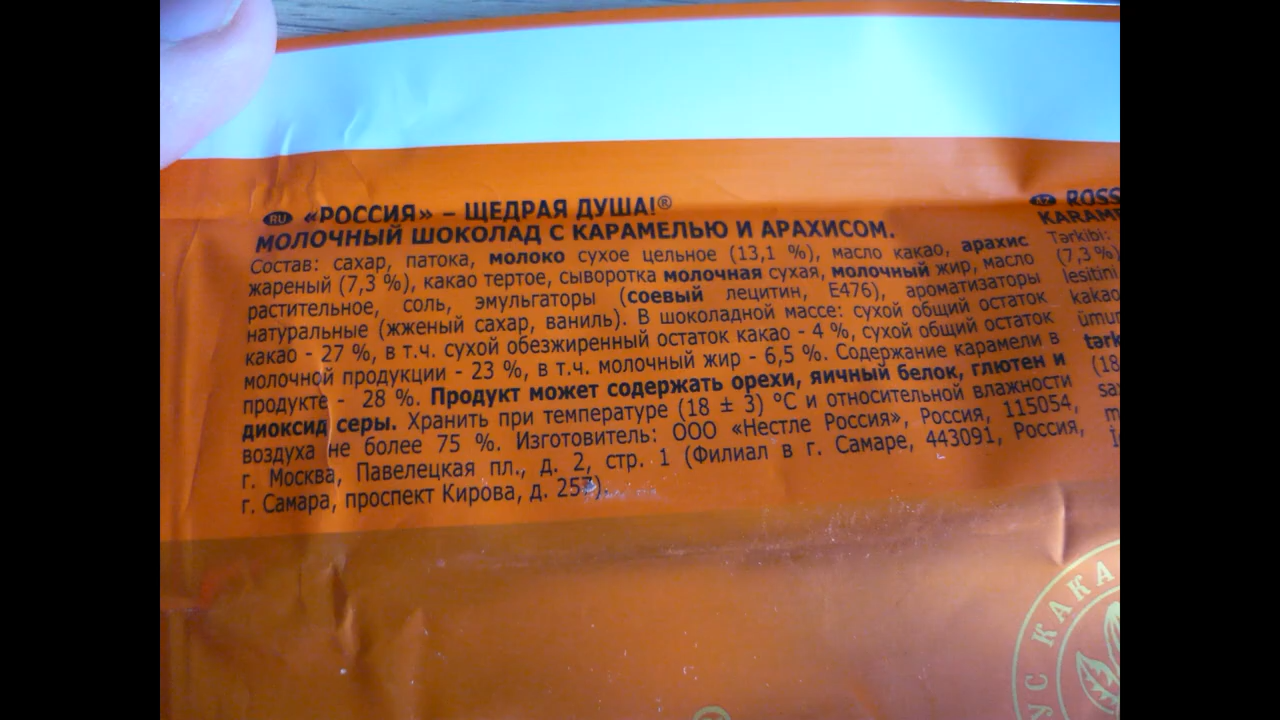 RU «РОССИЯ» – ЩЕДРАЯ ДУША!®
МОЛОЧНЫЙ ШОКОЛАД С КАРАМЕЛЬЮ И АРАХИСОМ.
Состав: сахар, патока, молоко сухое цельное (13,1 %), масло какао, арахис
жареный (7,3 %), какао тертое, сыворотка молочная сухая, молочный жир, масло
растительное, соль, эмульгаторы (соевый лецитин, Е476), ароматизаторы
натуральные (жженый сахар, ваниль). В шоколадной массе: сухой общий остаток
какао - 27 %, в т.ч. сухой обезжиренный остаток какао - 4 %, сухой общий остаток
молочной продукции - 23 %, в т.ч. молочный жир - 6,5 %. Содержание карамели в
продукте - 28 %. Продукт может содержать орехи, яичный белок, глютен и
диоксид серы. Хранить при температуре (18 ± 3) °С и относительной влажности
воздуха не более 75 %. Изготовитель: ООО «Нестле Россия», Россия, 115054,
г. Москва, Павелецкая пл., д. 2, стр. 1 (Филиал в г. Самаре, 443091, Россия,
г. Самара, проспект Кирова, д. 257).
AZ ROSS
KARAME
Tərkibi:
(7,3 %)
lesitini
kakao
ümum
tərk
(18
sax
КАКА